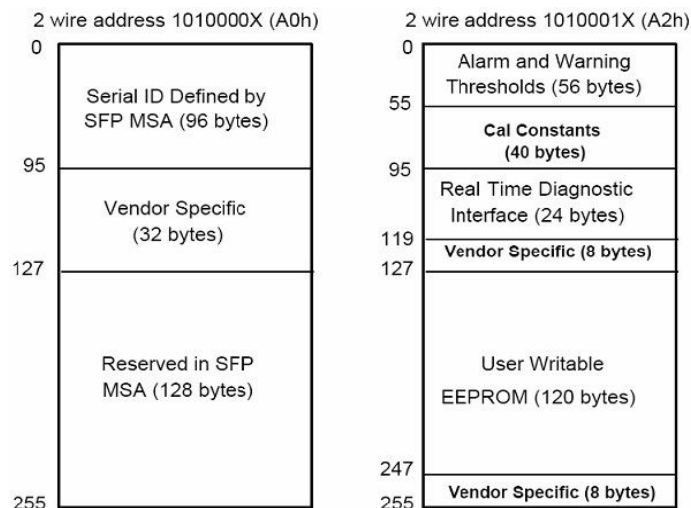 2 wire address 1010000X (A0h)
0
Serial ID Defined by
SFP MSA (96 bytes)
95
Vendor Specific
(32 bytes)
127
Reserved in SFP
MSA (128 bytes)
255
2 wire address 1010001X (A2h)
0
Alarm and Warning
Thresholds (56 bytes)
55
Cal Constants
(40 bytes)
95
Real Time Diagnostic
Interface (24 bytes)
119
Vendor Specific (8 bytes)
127
User Writable
EEPROM (120 bytes)
247
Vendor Specific (8 bytes)
255